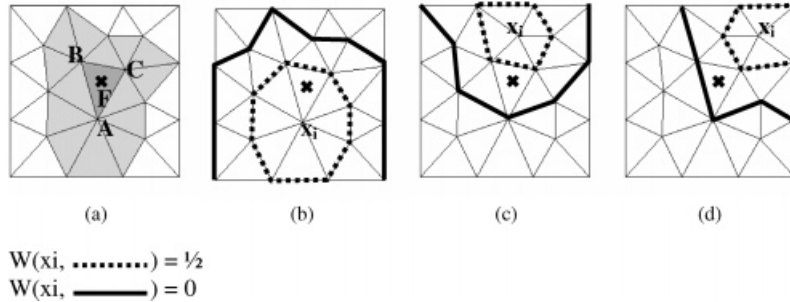 B
C
F
A
xi
xi
xi
(a)
(b)
(c)
(d)
W(xi, ) = ½
W(xi, ) = 0